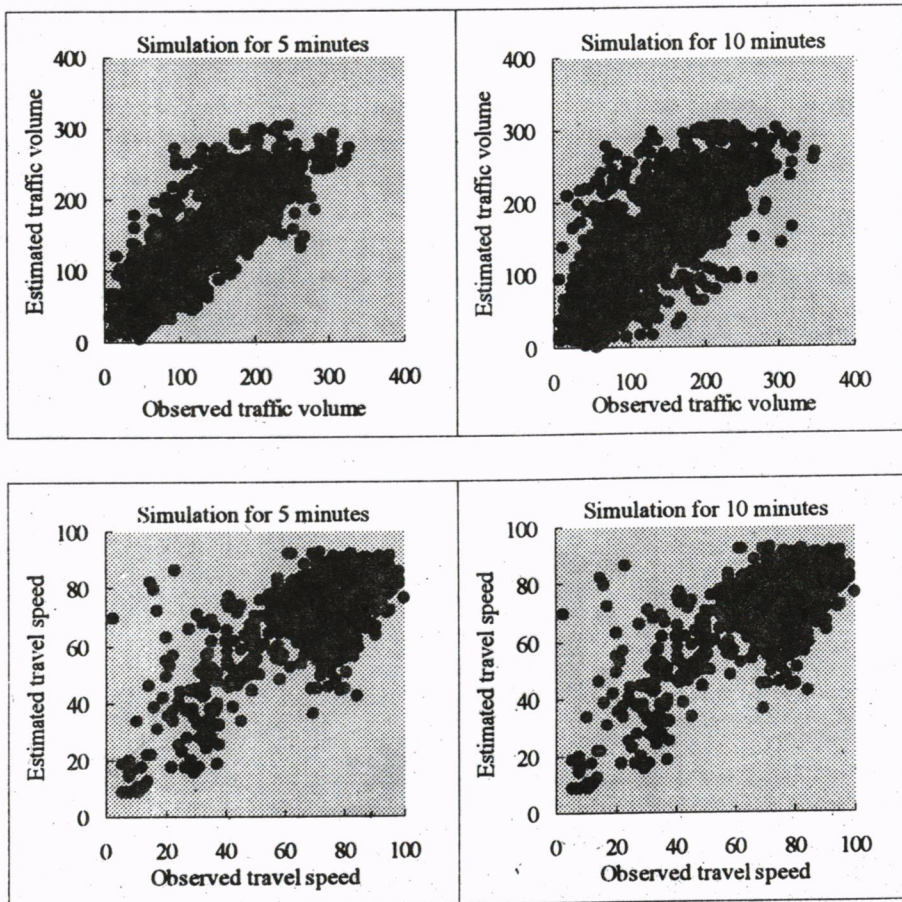 Simulation for 5 minutes
400
300
200
100
0
Estimated traffic volume
0 100 200 300 400
Observed traffic volume
Simulation for 10 minutes
400
300
200
100
0
Estimated traffic volume
0 100 200 300 400
Observed traffic volume
Simulation for 5 minutes
100
80
60
40
20
0
Estimated travel speed
0 20 40 60 80 100
Observed travel speed
Simulation for 10 minutes
100
80
60
40
20
0
Estimated travel speed
0 20 40 60 80 100
Observed travel speed